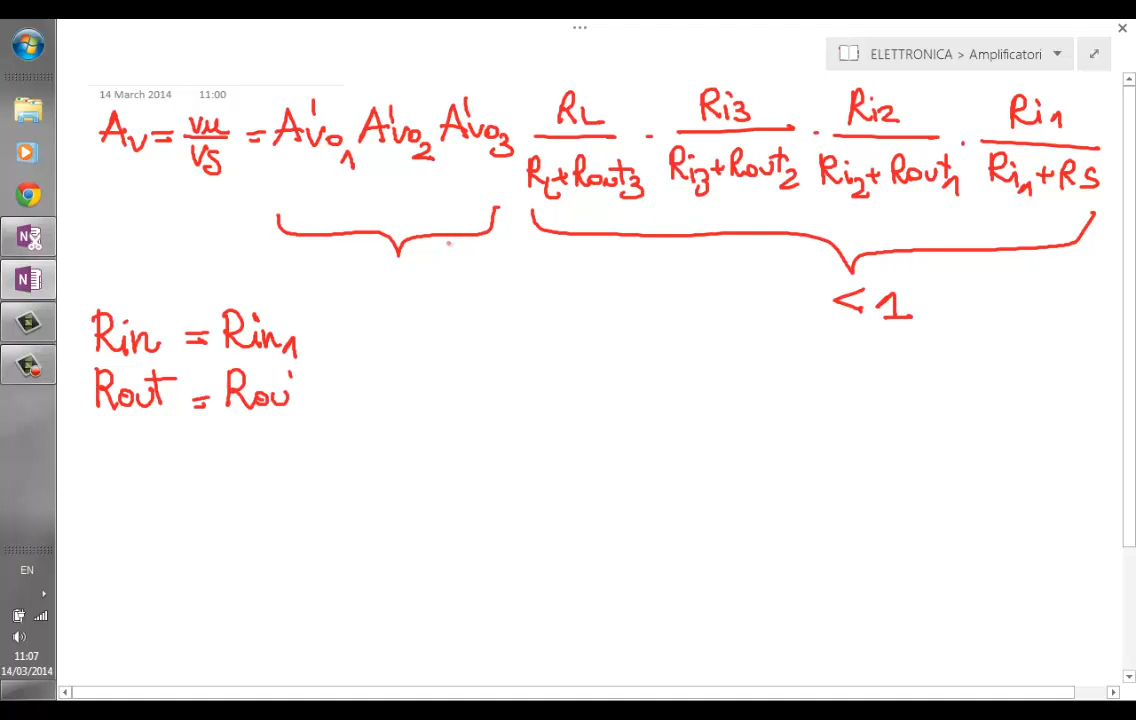 ELETTRONICA > Amplificatori
14 March 2014 11:00
Av = vu/vs = A'vo1 A'vo2 A'vo3 RL/(RL+Rout3) · Ri3/(Ri3+Rout2) · Ri2/(Ri2+Rout1) · Ri1/(Ri1+RS)
< 1
Rin = Rin1
Rout = Rou
EN
11:07
14/03/2014